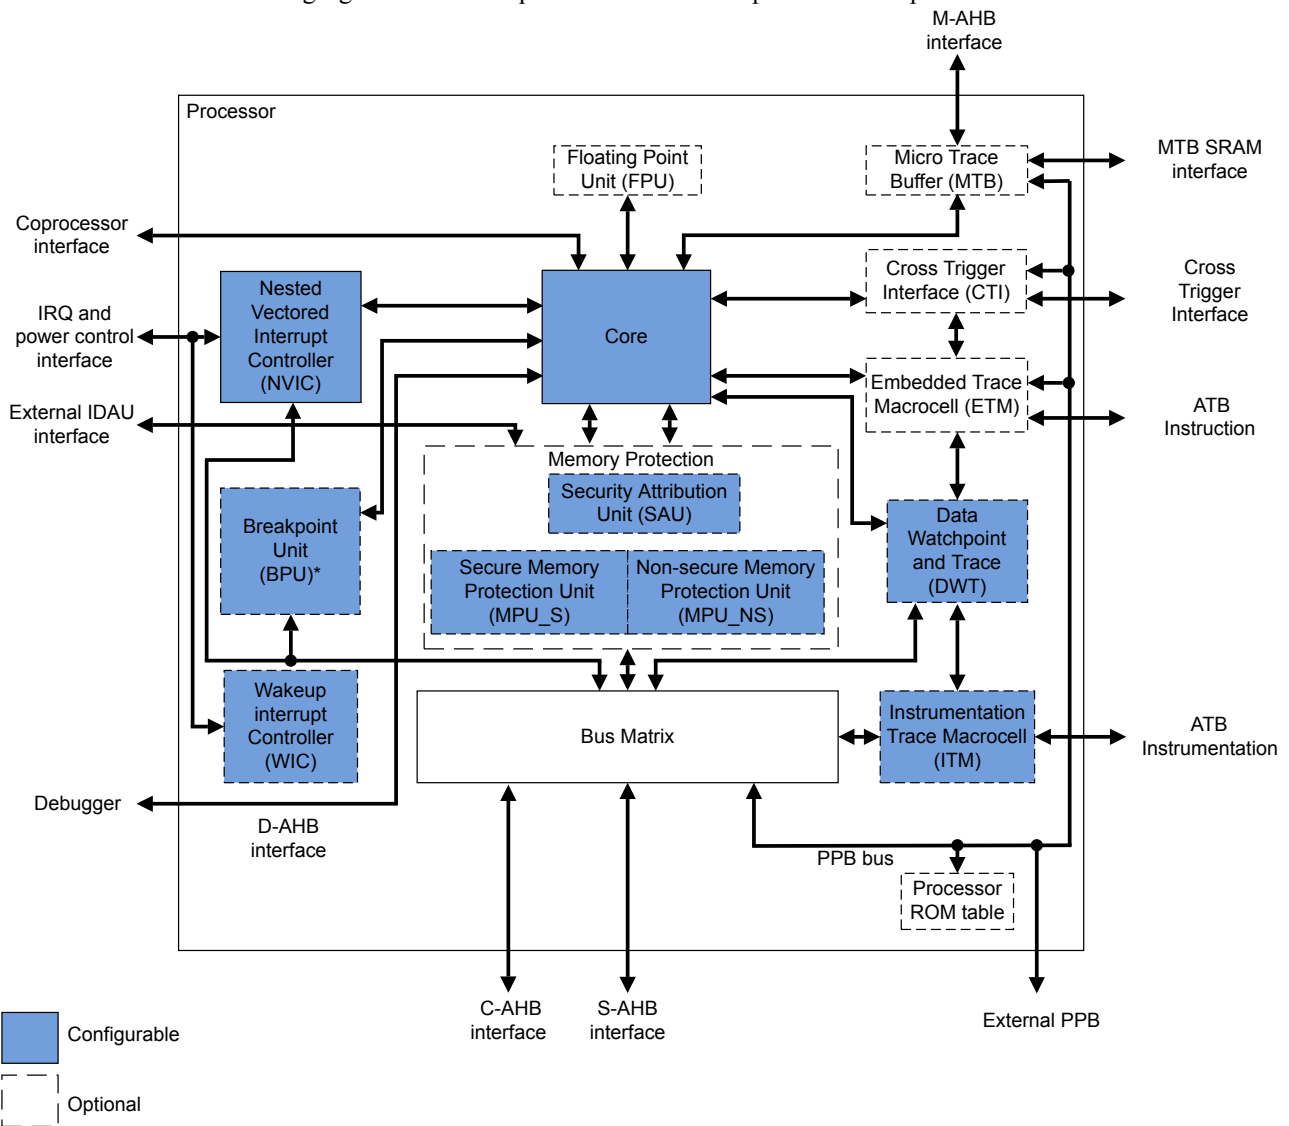 M-AHB
interface
Processor
Floating Point
Unit (FPU)
Micro Trace
Buffer (MTB)
MTB SRAM
interface
Coprocessor
interface
Nested
Vectored
Interrupt
Controller
(NVIC)
Core
Cross Trigger
Interface (CTI)
Cross
Trigger
Interface
IRQ and
power control
interface
Embedded Trace
Macrocell (ETM)
ATB
Instruction
External IDAU
interface
Memory Protection
Security Attribution
Unit (SAU)
Breakpoint
Unit
(BPU)*
Secure Memory
Protection Unit
(MPU_S)
Non-secure Memory
Protection Unit
(MPU_NS)
Data
Watchpoint
and Trace
(DWT)
Wakeup
interrupt
Controller
(WIC)
Bus Matrix
Instrumentation
Trace Macrocell
(ITM)
ATB
Instrumentation
Debugger
D-AHB
interface
PPB bus
Processor
ROM table
C-AHB
interface
S-AHB
interface
External PPB
Configurable
Optional